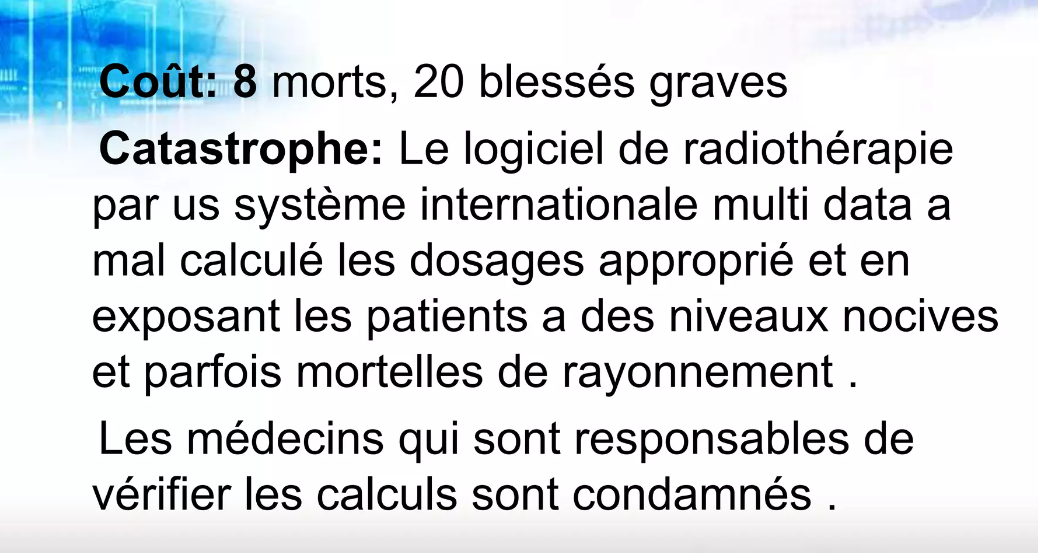 Coût: 8 morts, 20 blessés graves
Catastrophe: Le logiciel de radiothérapie
par us système internationale multi data a
mal calculé les dosages approprié et en
exposant les patients a des niveaux nocives
et parfois mortelles de rayonnement .
Les médecins qui sont responsables de
vérifier les calculs sont condamnés .